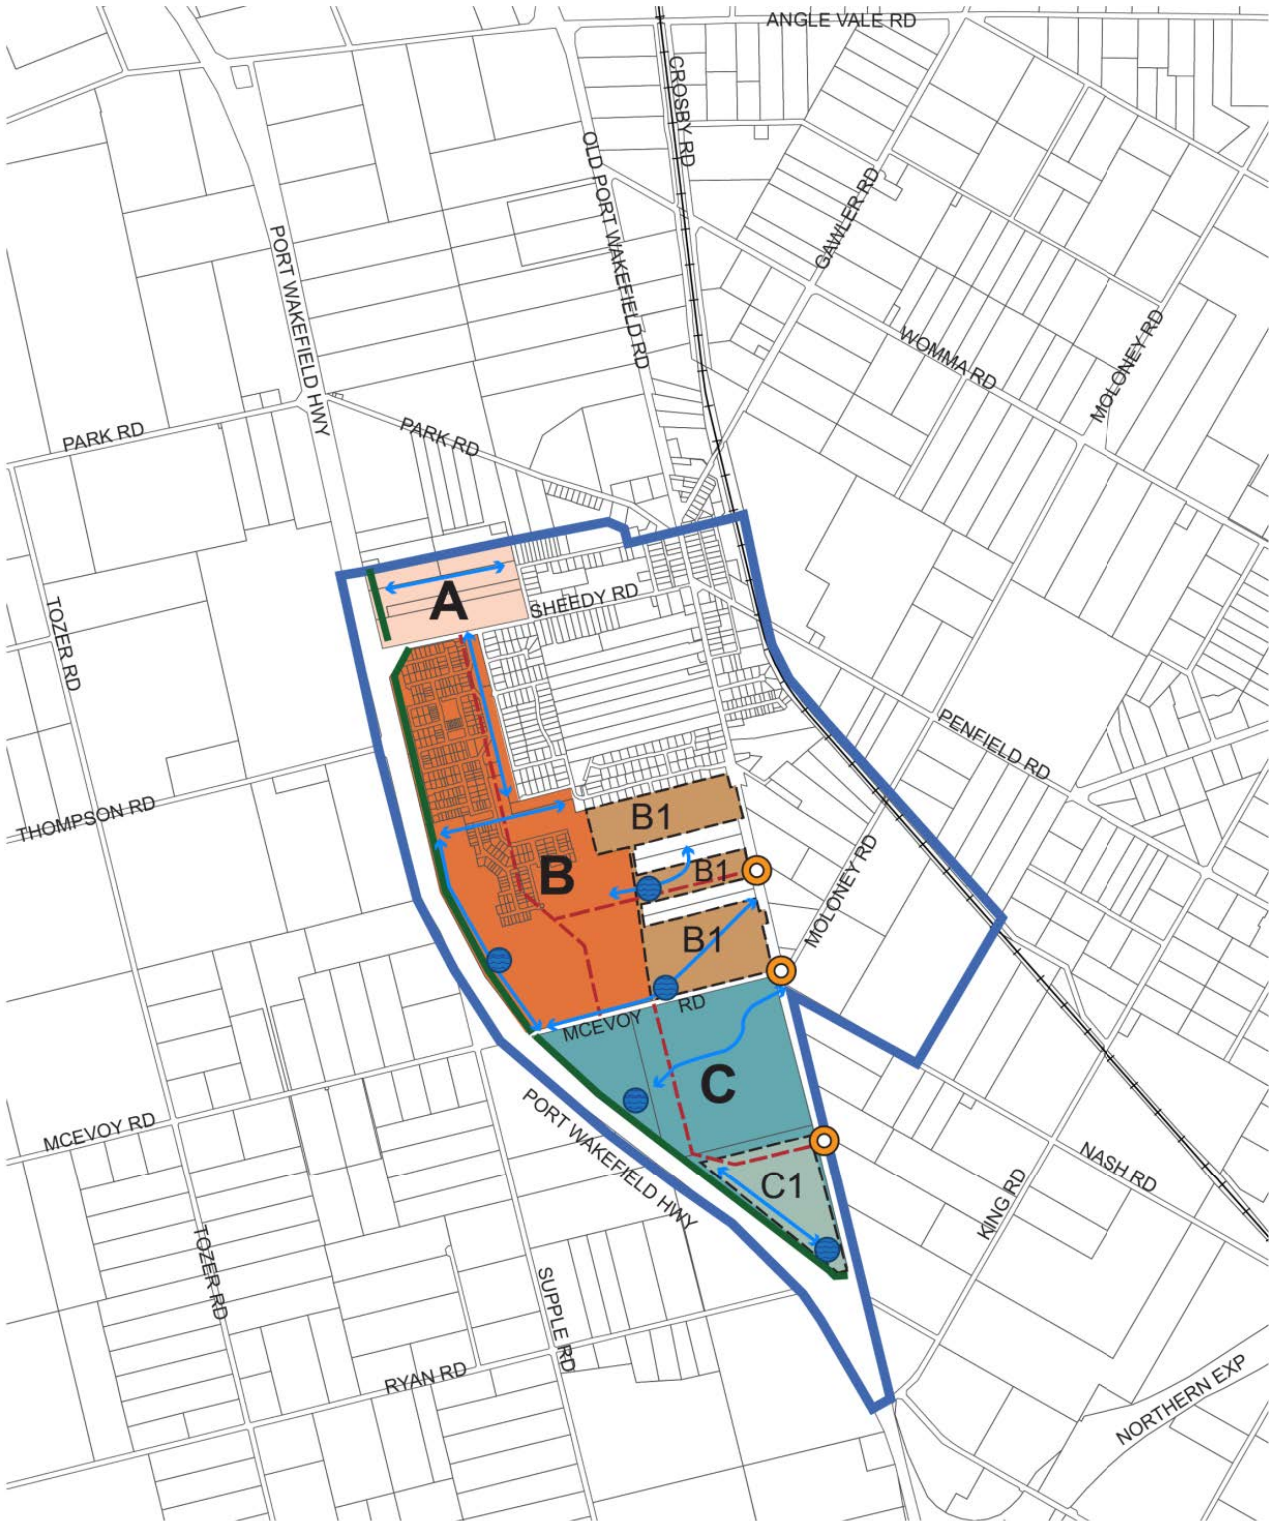 ANGLE VALE RD
CROSBY RD
OLD PORT WAKEFIELD RD
GAWLER RD
PORT WAKEFIELD HWY
WOMMA RD
MOLONEY RD
PARK RD
PARK RD
A
SHEEDY RD
TOZER RD
PENFIELD RD
THOMPSON RD
B1
B
B1
MOLONEY RD
B1
MCEVOY RD
C
MCEVOY RD
PORT WAKEFIELD HWY
NASH RD
C1
KING RD
TOZER RD
SUPPLE RD
RYAN RD
NORTHERN EXP